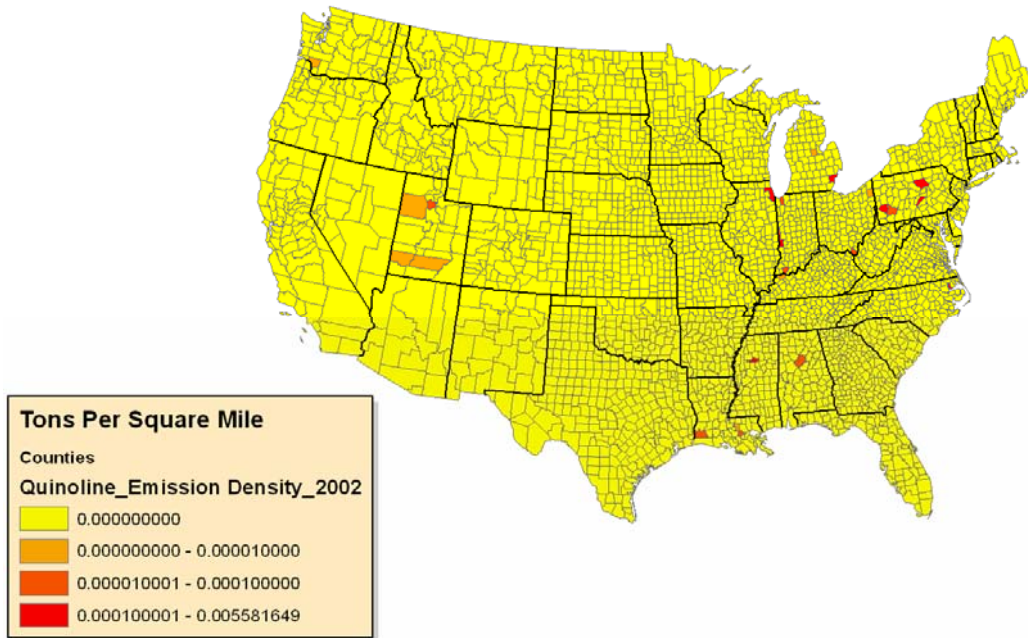 Tons Per Square Mile
Counties
Quinoline_Emission Density_2002
0.000000000
0.000000000 - 0.000010000
0.000010001 - 0.000100000
0.000100001 - 0.005581649